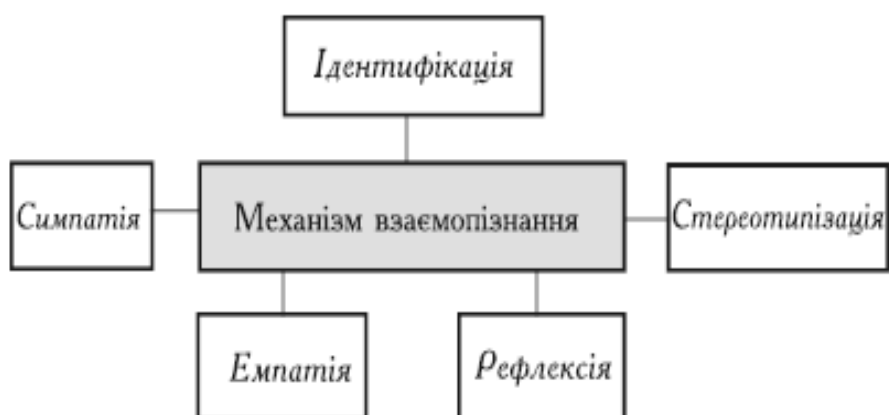 Ідентифікація
Симпатія
Механізм взаємопізнання
Стереотипізація
Емпатія
Рефлексія